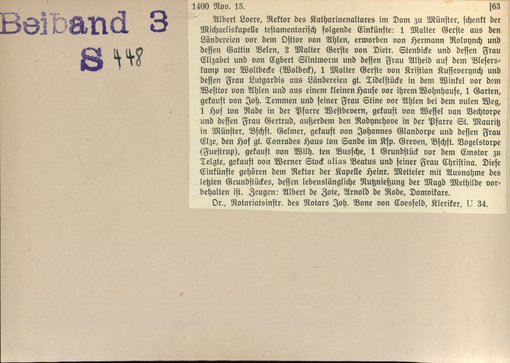 Beiband 3
S 448
1400 Nov. 15. [63
Albert Loere, Rektor des Katharinenaltares im Dom zu Münster, schenkt der
Michaeliskapelle testamentarisch folgende Einkünfte: 1 Malter Gerste aus den
Ländereien vor dem Osttor von Ahlen, erworben von Hermann Rolvynch und
dessen Gattin Belen, 2 Malter Gerste von Dietr. Stenbicke und dessen Frau
Elizabet und von Egbert Slintworm und dessen Frau Alheid auf dem Wesers-
kamp vor Woltbecke (Wolbeck), 1 Malter Gerste von Kristian Kussevernynch und
dessen Frau Lutgardis aus den Ländereien gt. Tidelstücke in dem Winkel vor dem
Westtor von Ahlen und aus einem kleinen Hause vor ihrem Wohnhause, 1 Garten,
gekauft von Joh. Temmen und seiner Frau Stine vor Ahlen bei dem vulen Weg,
1 Hof ton Rade in der Pfarre Westbevern, gekauft von Wessel van Vechtorpe
und dessen Frau Gertrud, außerdem den Rodynchove in der Pfarre St. Mauritz
in Münster, Bschft. Gelmer, gekauft von Johannes Glandorpe und dessen Frau
Elze, den Hof gt. Conrades Haus ton Sande im Ksp. Greven, Bschft. Vogelstorpe
(Fuestrup), gekauft von Wilh. ten Busche, 1 Grundstück vor dem Emstor zu
Telgte, gekauft von Werner Stock alias Beatus und seiner Frau Christina. Diese
Einkünfte gehören dem Rektor der Kapelle Heinr. Metteler mit Ausnahme des
letzten Grundstückes, dessen lebenslängliche Nutznießung der Magd Methilde vor-
behalten ist. Zeugen: Albert de Zote, Arnold de Rode, Domvikare.
Or., Notariatsinstr. des Notars Joh. Bone von Coesfeld, Kleriker, U 34.